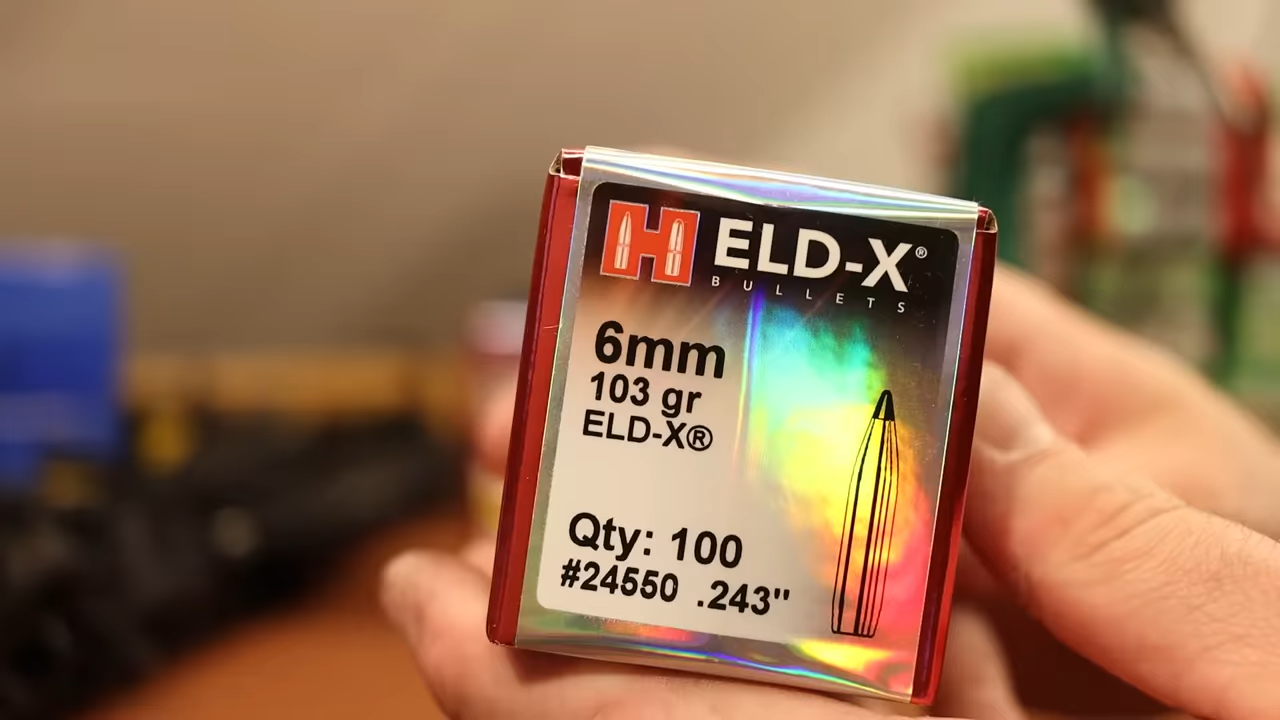 H ELD-X®
BULLETS
6mm
103 gr
ELD-X®
Qty: 100
#24550 .243"